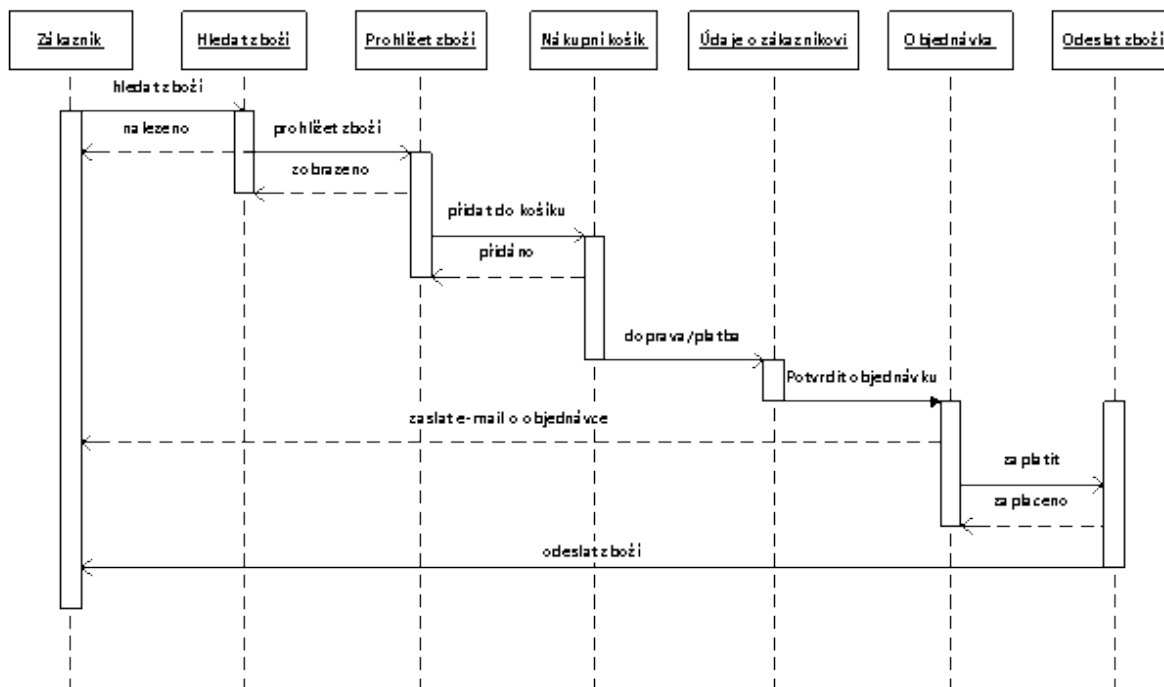 Zákazník
Hledat zboží
Prohlížet zboží
Nákupní košík
Údaje o zákazníkovi
Objednávka
Odeslat zboží
hledat zboží
nalezeno
prohlížet zboží
zobrazeno
přidat do košíku
přidáno
doprava/platba
Potvrdit objednávku
zaslat e-mail o objednávce
zaplatit
zaplaceno
odeslat zboží